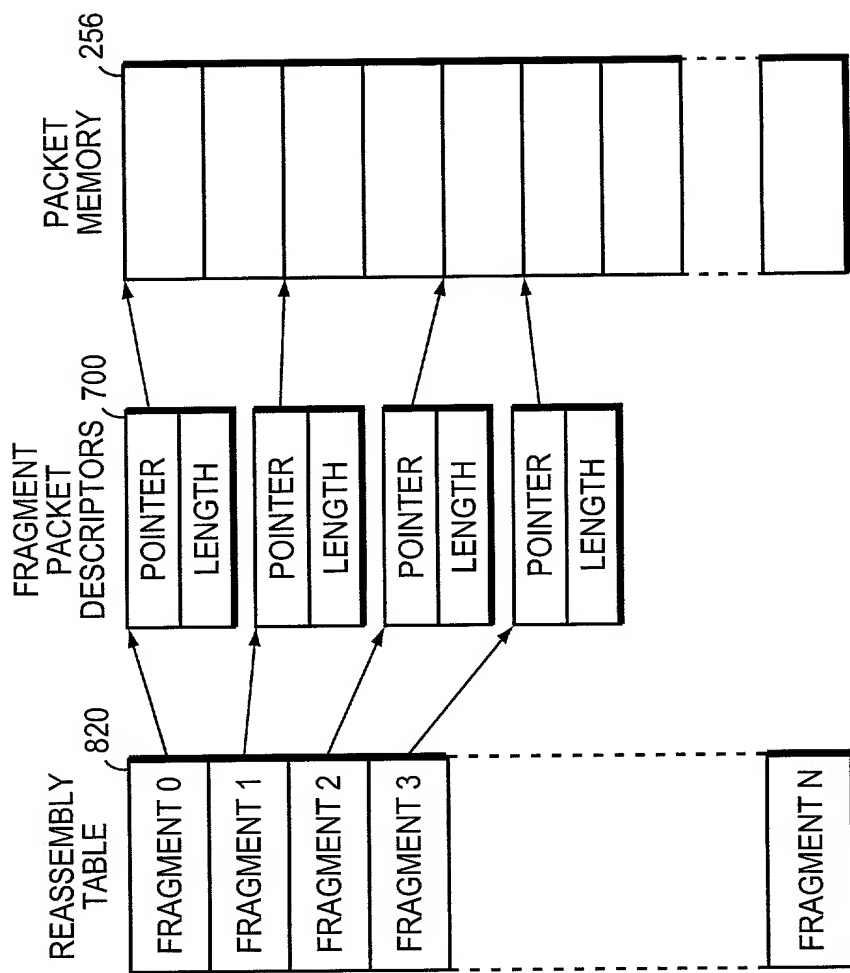 REASSEMBLY
TABLE
820
FRAGMENT 0
FRAGMENT 1
FRAGMENT 2
FRAGMENT 3
FRAGMENT N
FRAGMENT
PACKET
DESCRIPTORS
700
POINTER
LENGTH
POINTER
LENGTH
POINTER
LENGTH
POINTER
LENGTH
PACKET
MEMORY
256